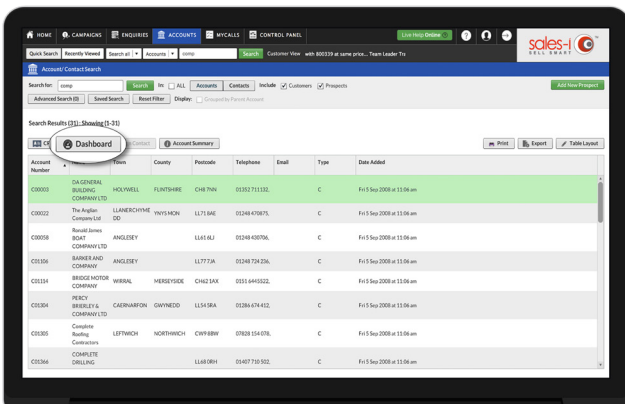 HOME CAMPAIGNS ENQUIRIES ACCOUNTS MYCALLS CONTROL PANEL Live Help Online
sales-i
SELL SMART
Quick Search Recently Viewed Search all Accounts comp Search Customer View with 800339 at same price... Team Leader Tra
Account/ Contact Search
Search for: comp Search In: ALL Accounts Contacts Include Customers Prospects Add New Prospect
Advanced Search (0) Saved Search Reset Filter Display: Grouped by Parent Account
Search Results (31): Showing (1-31)
Dashboard Contact Account Summary Print Export Table Layout
Account Number Town County Postcode Telephone Email Type Date Added
C00003 DA GENERAL BUILDING COMPANY LTD HOLYWELL FLINTSHIRE CH8 7NN 01352 711132, C Fri 5 Sep 2008 at 11:06 am
C00022 The Anglian Company Ltd LLANERCHYMEDD YNYS MON LL71 8AE 01248 470875, C Fri 5 Sep 2008 at 11:06 am
C00058 Ronald James BOAT COMPANY LTD ANGLESEY LL61 6LJ 01248 430706, C Fri 5 Sep 2008 at 11:06 am
C01106 BARKER AND COMPANY ANGLESEY LL77 7JA 01248 724 236, C Fri 5 Sep 2008 at 11:06 am
C01114 BRIDGE MOTOR COMPANY WIRRAL MERSEYSIDE CH62 1AX 0151 6445522, C Fri 5 Sep 2008 at 11:06 am
C01304 PERCY BRIERLEY & COMPANY LTD CAERNARFON GWYNEDD LL54 5RA 01286 674 412, C Fri 5 Sep 2008 at 11:06 am
C01305 Complete Roofing Contractors LEFTWICH NORTHWICH CW9 8BW 07828 154 078, C Fri 5 Sep 2008 at 11:06 am
C01366 COMPLETE DRILLING LL68 0RH 01407 710 502, C Fri 5 Sep 2008 at 11:06 am